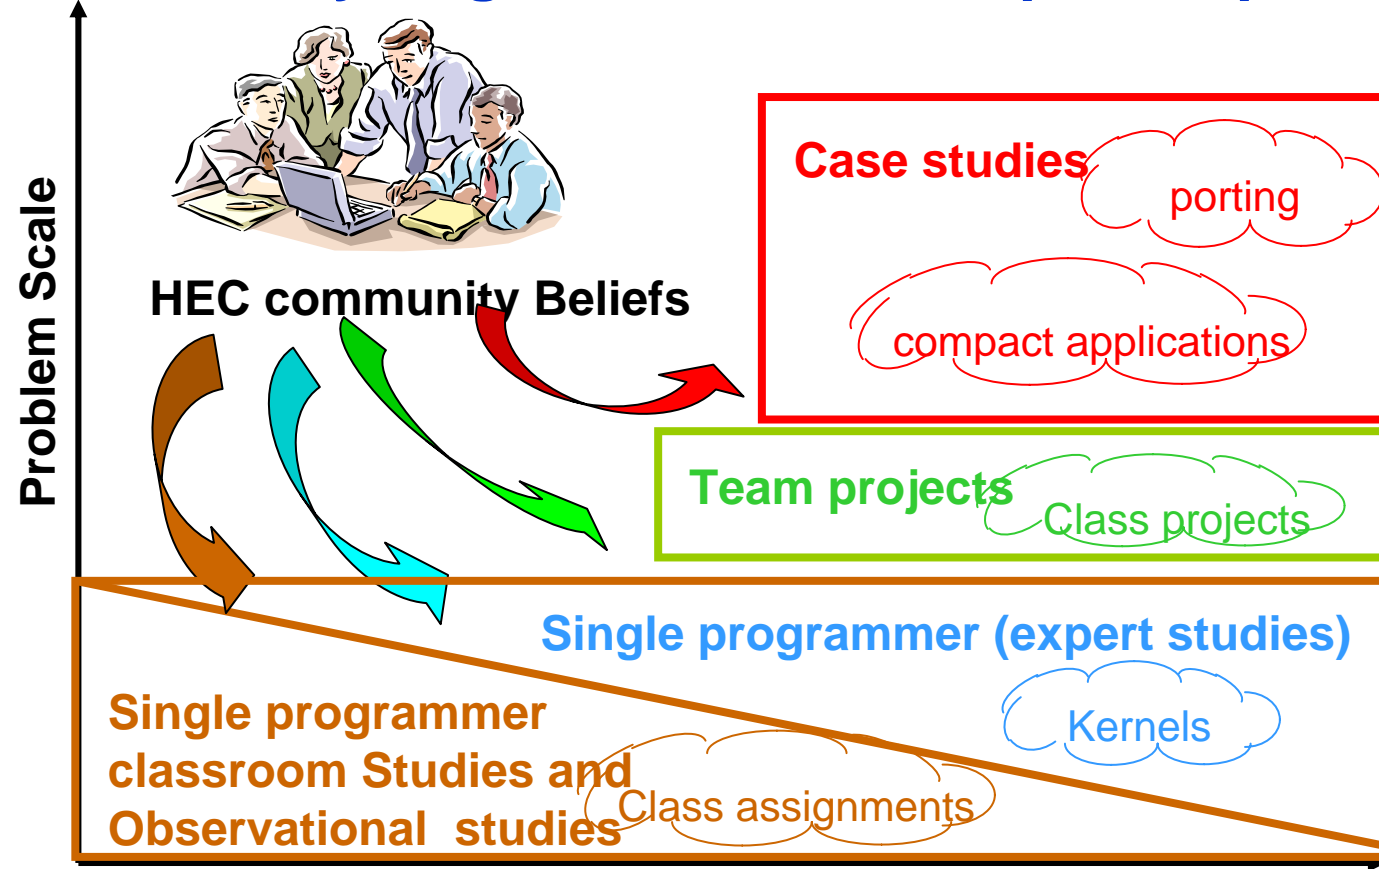 Problem Scale
HEC community Beliefs
Case studies
porting
compact applications
Team projects
Class projects
Single programmer (expert studies)
Kernels
Single programmer
classroom Studies and
Observational studies
Class assignments